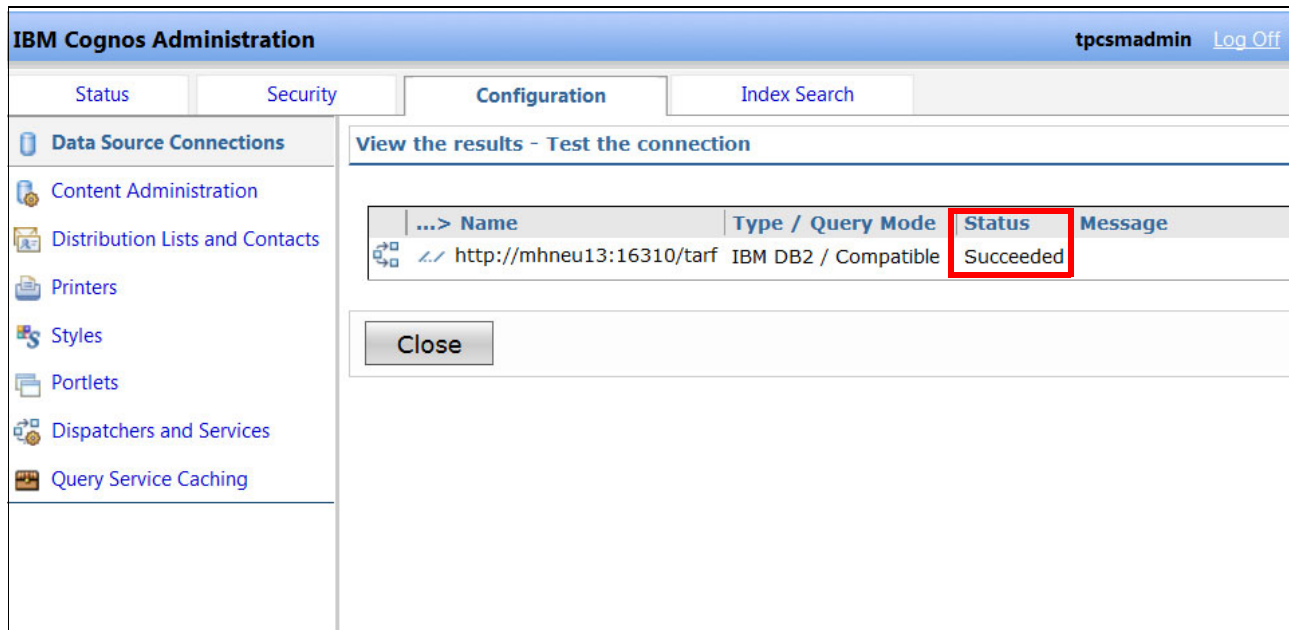 IBM Cognos Administration
tpcsmadmin Log Off
Status Security Configuration Index Search
Data Source Connections
Content Administration
Distribution Lists and Contacts
Printers
Styles
Portlets
Dispatchers and Services
Query Service Caching
View the results - Test the connection
...> Name Type / Query Mode Status Message
http://mhneu13:16310/tarf IBM DB2 / Compatible Succeeded
Close